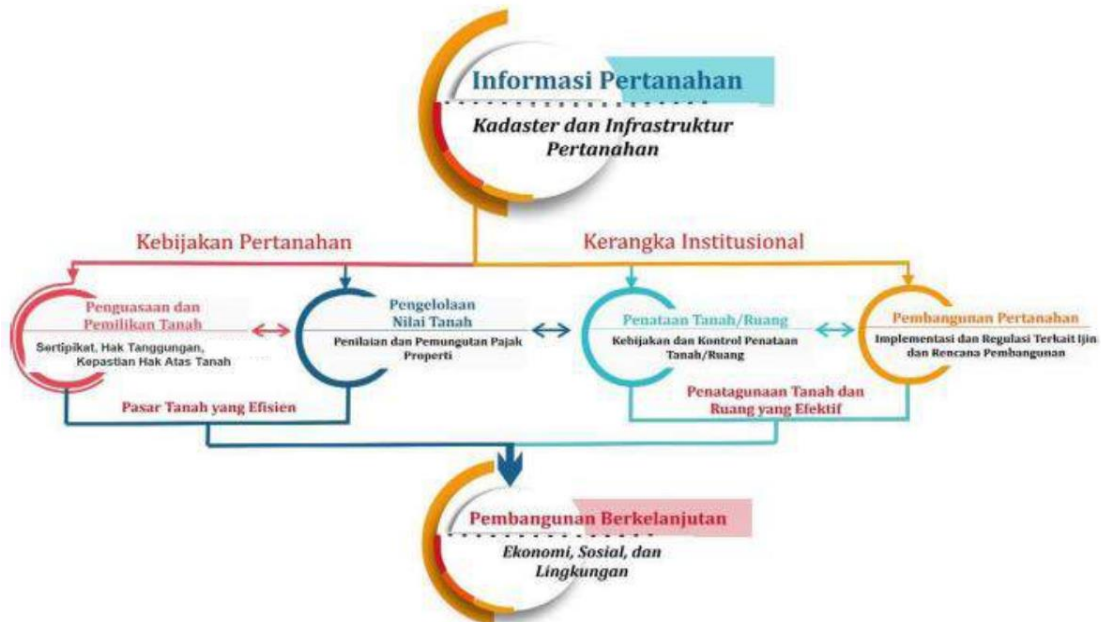 Informasi Pertanahan
Kadaster dan Infrastruktur
Pertanahan
Kebijakan Pertanahan
Kerangka Institusional
Penguasaan dan
Pemilikan Tanah
Sertipikat, Hak Tanggungan,
Kepastian Hak Atas Tanah
Pengelolaan
Nilai Tanah
Penilaian dan Pemungutan Pajak
Properti
Penataan Tanah/Ruang
Kebijakan dan Kontrol Penataan
Tanah/Ruang
Pembangunan Pertanahan
Implementasi dan Regulasi Terkait Ijin
dan Rencana Pembangunan
Pasar Tanah yang Efisien
Penatagunaan Tanah dan
Ruang yang Efektif
Pembangunan Berkelanjutan
Ekonomi, Sosial, dan
Lingkungan